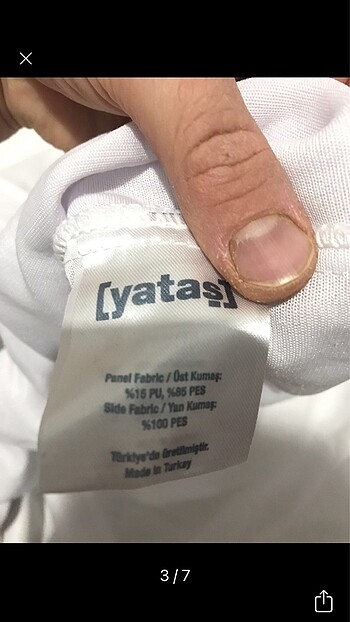 [yataş]
Panel Fabric / Üst Kumaş:
%15 PU, %85 PES
Side Fabric / Yan Kumaş:
%100 PES
Türkiye'de üretilmiştir.
Made in Turkey
3/7